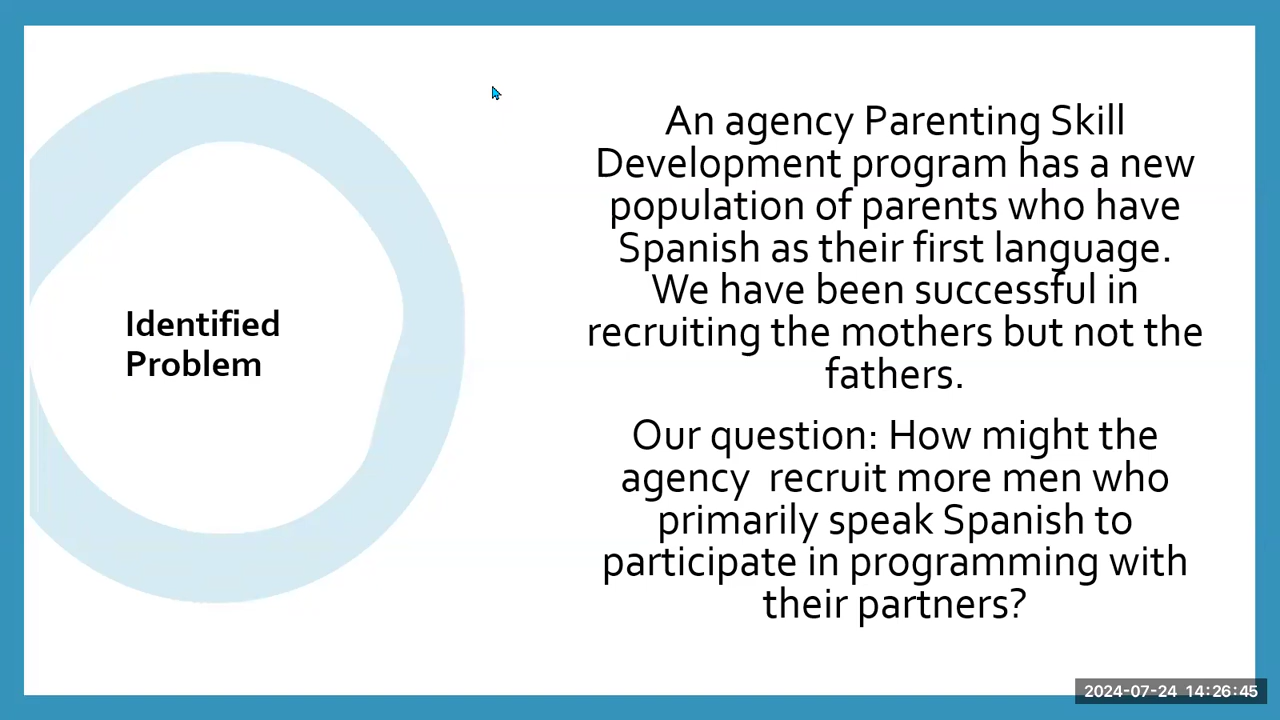 Identified
Problem
An agency Parenting Skill
Development program has a new
population of parents who have
Spanish as their first language.
We have been successful in
recruiting the mothers but not the
fathers.
Our question: How might the
agency  recruit more men who
primarily speak Spanish to
participate in programming with
their partners?
2024-07-24 14:26:45